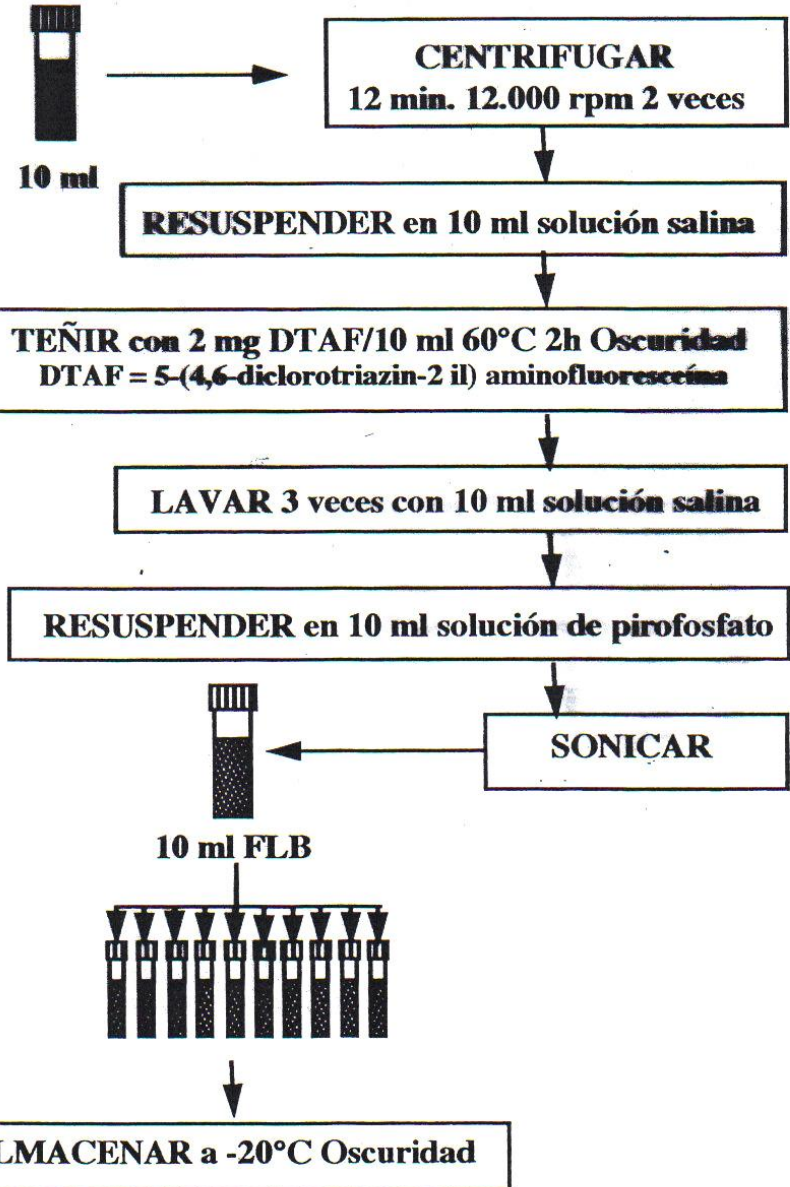 CENTRIFUGAR
12 min. 12.000 rpm 2 veces
10 ml
RESUSPENDER en 10 ml solución salina
TEÑIR con 2 mg DTAF/10 ml 60°C 2h Oscuridad
DTAF = 5-(4,6-diclorotriazin-2 il) aminofluoresceína
LAVAR 3 veces con 10 ml solución salina
RESUSPENDER en 10 ml solución de pirofosfato
SONICAR
10 ml FLB
LMACENAR a -20°C Oscuridad